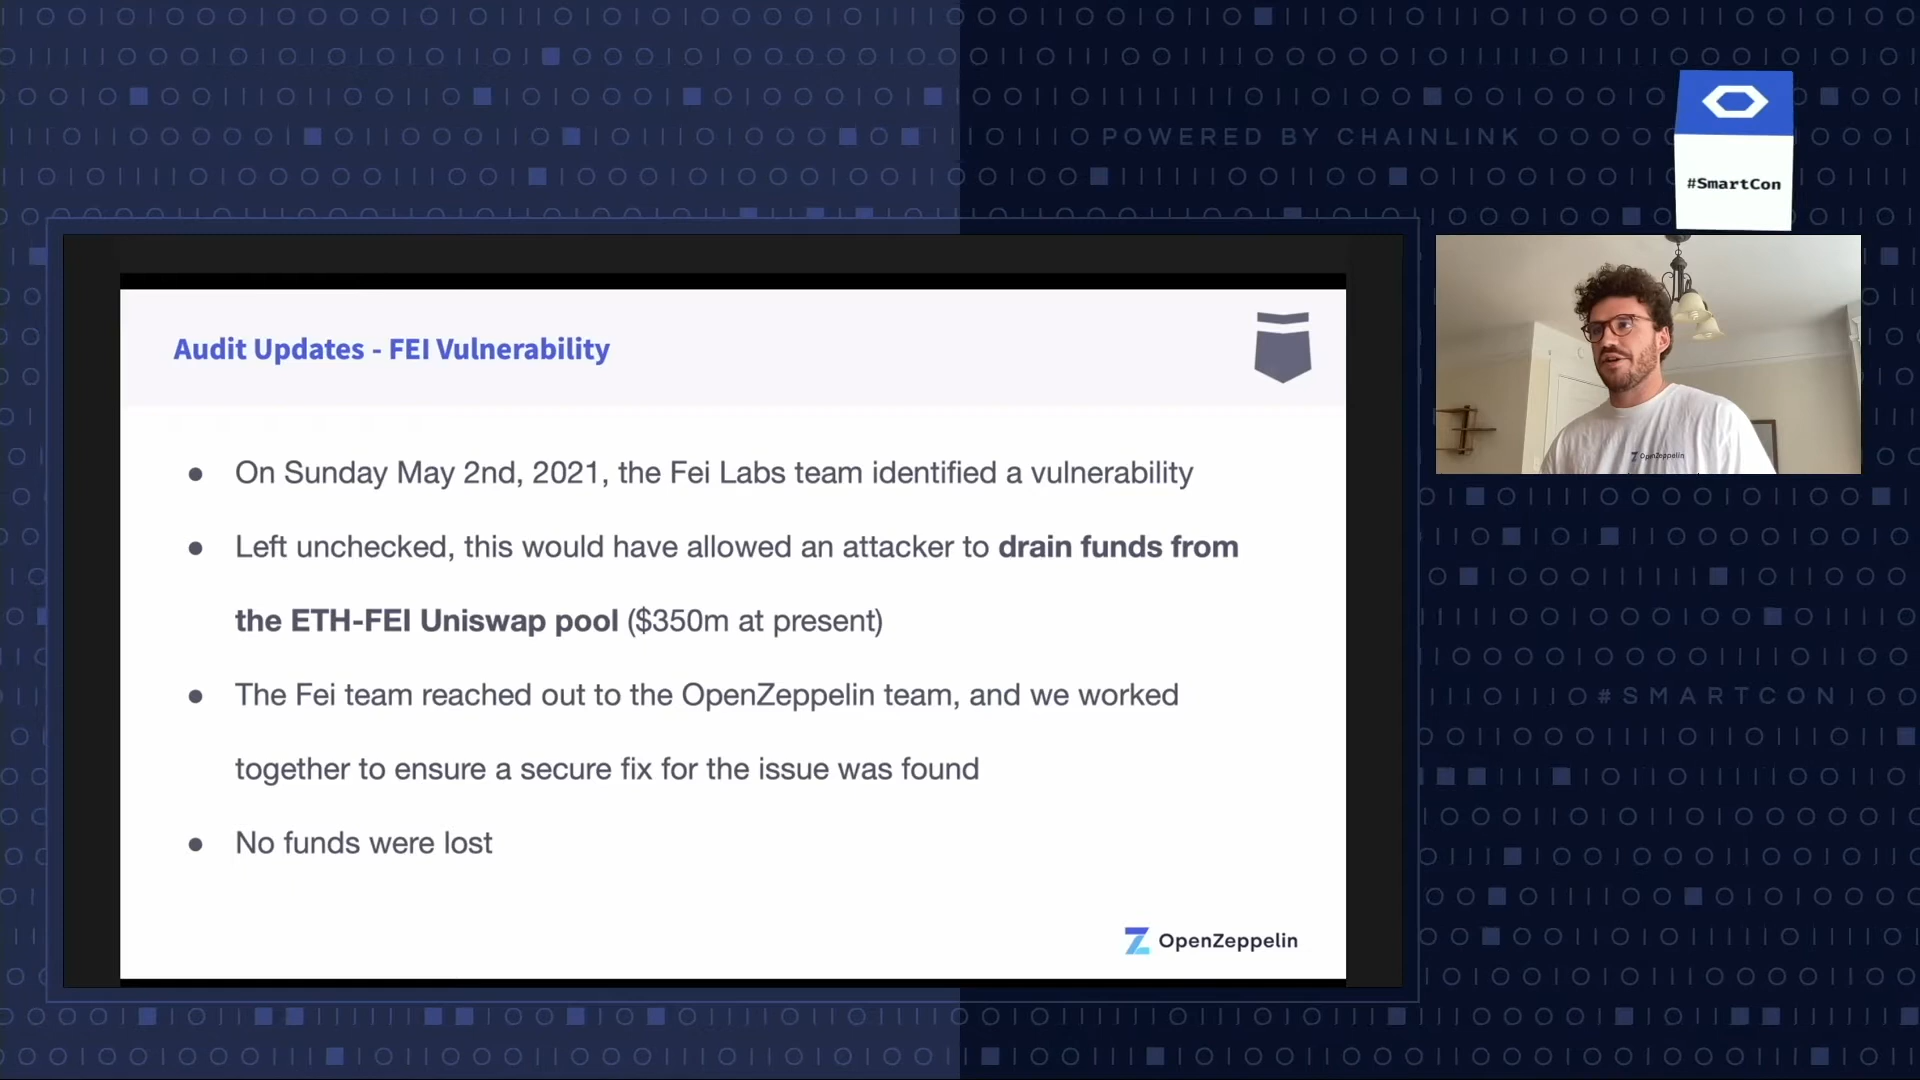 POWERED BY CHAINLINK
#SmartCon
Audit Updates - FEI Vulnerability
● On Sunday May 2nd, 2021, the Fei Labs team identified a vulnerability
● Left unchecked, this would have allowed an attacker to drain funds from
the ETH-FEI Uniswap pool ($350m at present)
● The Fei team reached out to the OpenZeppelin team, and we worked
together to ensure a secure fix for the issue was found
● No funds were lost
OpenZeppelin
OpenZeppelin
#SMARTCON